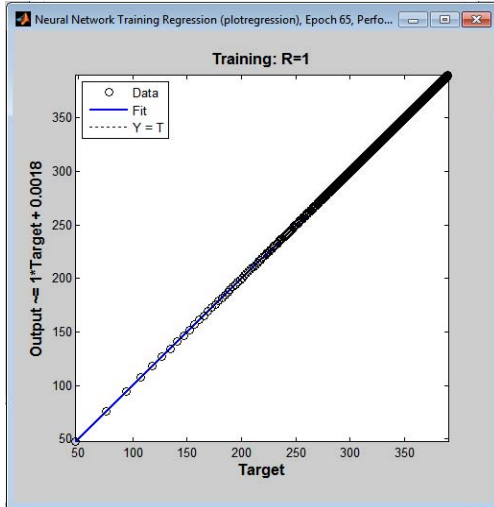 Neural Network Training Regression (plotregression), Epoch 65, Perfo...
Training: R=1
Data
Fit
Y = T
Output ~= 1*Target + 0.0018
350
300
250
200
150
100
50
50 100 150 200 250 300 350
Target